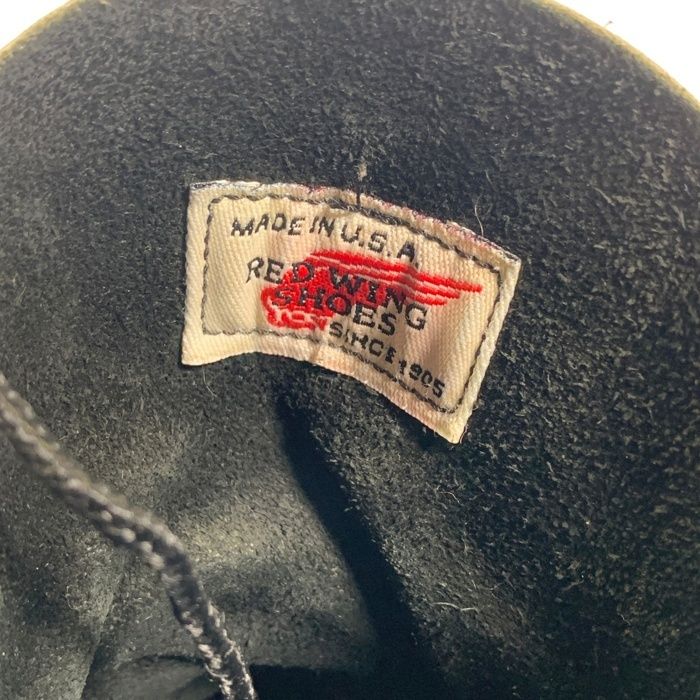 MADE IN U.S.A.
RED WING
SHOES
SINCE 1905